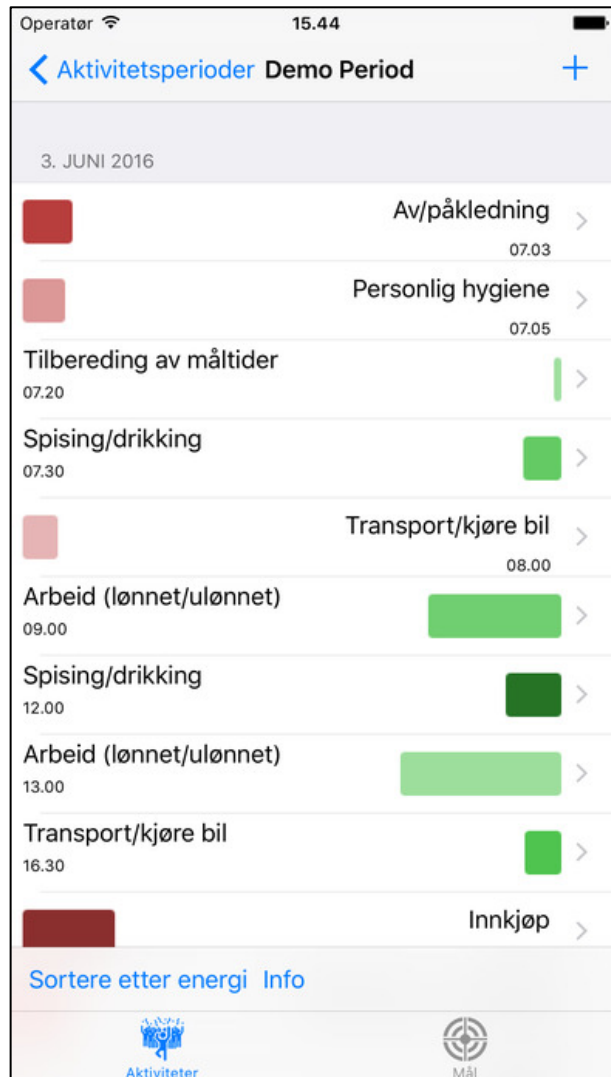 Operatør 15.44
Aktivitetsperioder Demo Period +
3. JUNI 2016
Av/påkledning
07.03
Personlig hygiene
07.05
Tilbereding av måltider
07.20
Spising/drikking
07.30
Transport/kjøre bil
08.00
Arbeid (lønnet/ulønnet)
09.00
Spising/drikking
12.00
Arbeid (lønnet/ulønnet)
13.00
Transport/kjøre bil
16.30
Innkjøp
Sortere etter energi Info
Aktiviteter Mål